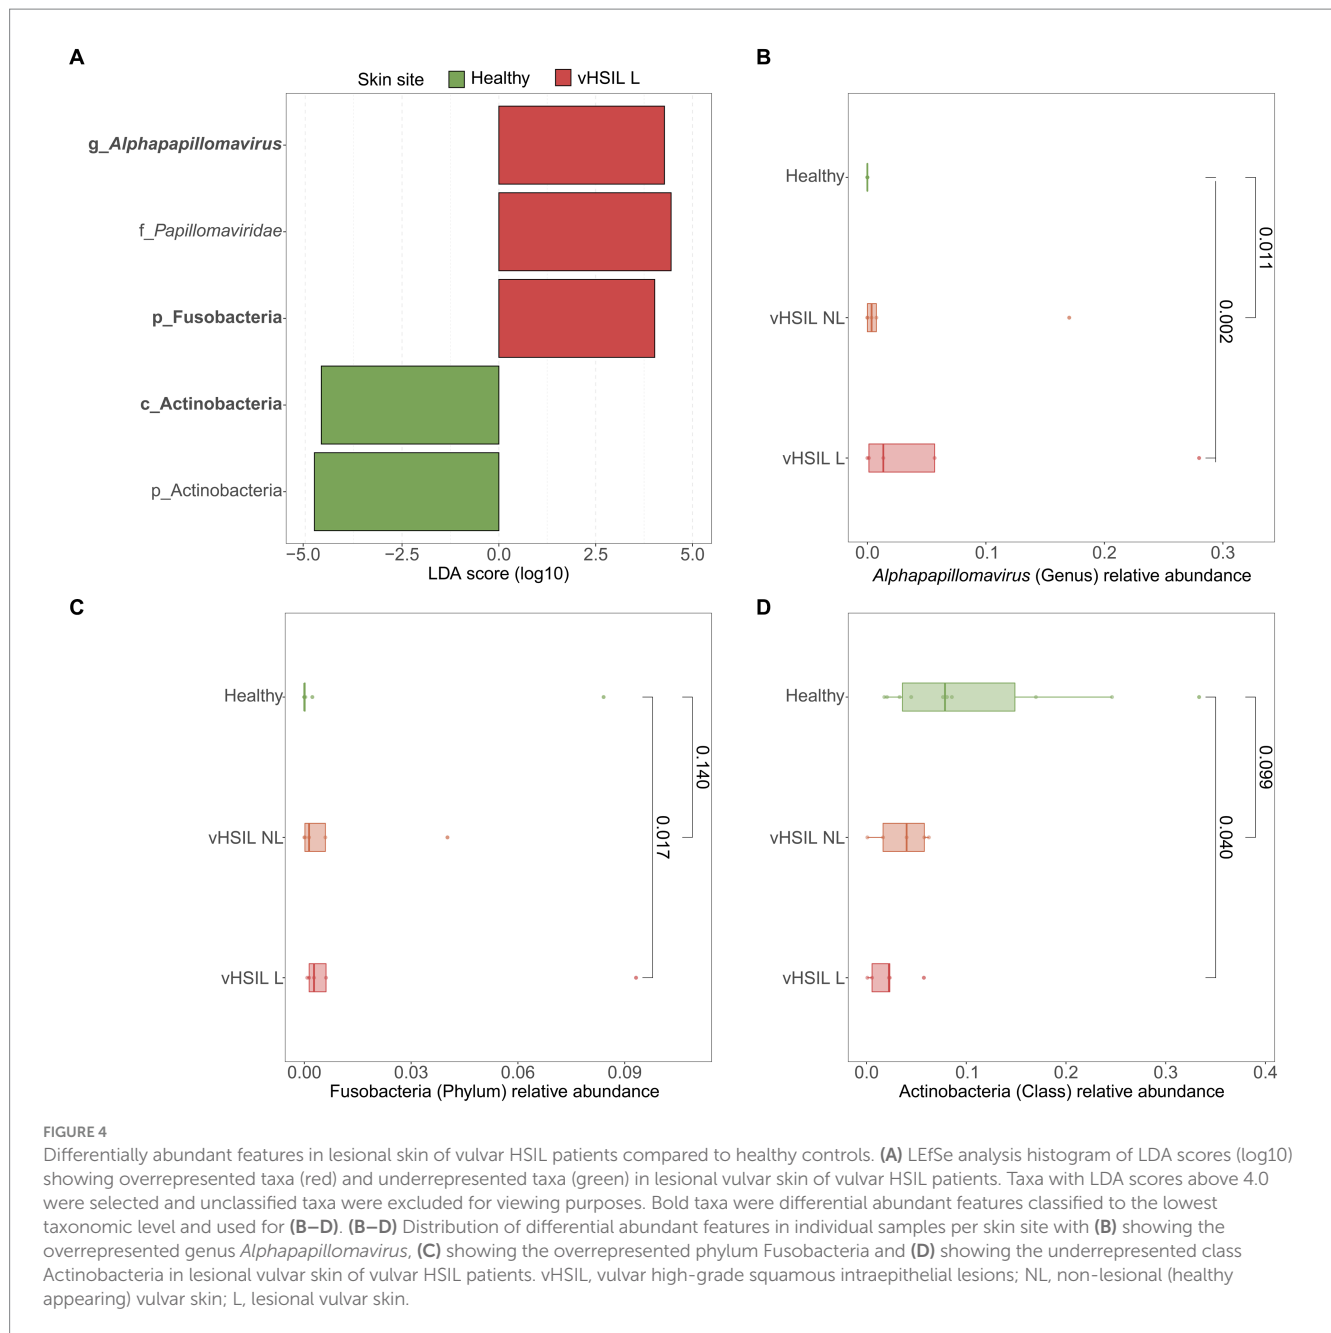 A
Skin site Healthy vHSIL L
g_Alphapapillomavirus
f_Papillomaviridae
p_Fusobacteria
c_Actinobacteria
p_Actinobacteria
−5.0 −2.5 0.0 2.5 5.0
LDA score (log10)
B
Healthy
vHSIL NL
vHSIL L
0.011
0.002
0.0 0.1 0.2 0.3
Alphapapillomavirus (Genus) relative abundance
C
Healthy
vHSIL NL
vHSIL L
0.140
0.017
0.00 0.03 0.06 0.09
Fusobacteria (Phylum) relative abundance
D
Healthy
vHSIL NL
vHSIL L
0.099
0.040
0.0 0.1 0.2 0.3 0.4
Actinobacteria (Class) relative abundance
FIGURE 4
Differentially abundant features in lesional skin of vulvar HSIL patients compared to healthy controls. (A) LEfSe analysis histogram of LDA scores (log10)
showing overrepresented taxa (red) and underrepresented taxa (green) in lesional vulvar skin of vulvar HSIL patients. Taxa with LDA scores above 4.0
were selected and unclassified taxa were excluded for viewing purposes. Bold taxa were differential abundant features classified to the lowest
taxonomic level and used for (B–D). (B–D) Distribution of differential abundant features in individual samples per skin site with (B) showing the
overrepresented genus Alphapapillomavirus, (C) showing the overrepresented phylum Fusobacteria and (D) showing the underrepresented class
Actinobacteria in lesional vulvar skin of vulvar HSIL patients. vHSIL, vulvar high-grade squamous intraepithelial lesions; NL, non-lesional (healthy
appearing) vulvar skin; L, lesional vulvar skin.